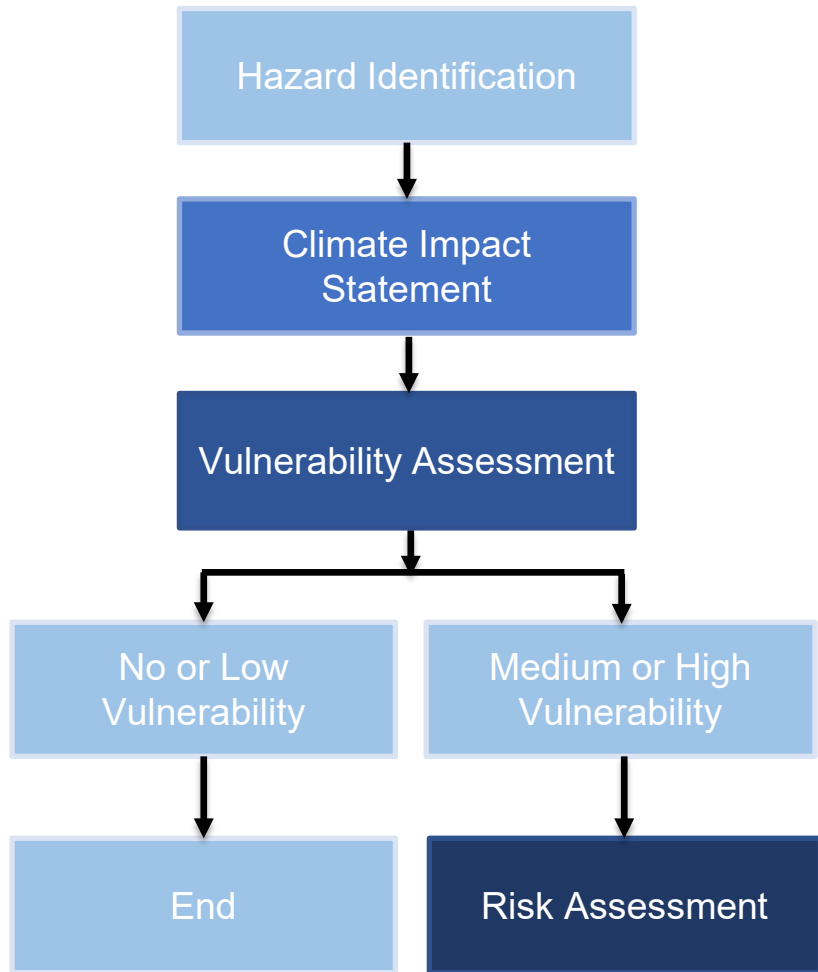 Hazard Identification
Climate Impact
Statement
Vulnerability Assessment
No or Low
Vulnerability
Medium or High
Vulnerability
End
Risk Assessment